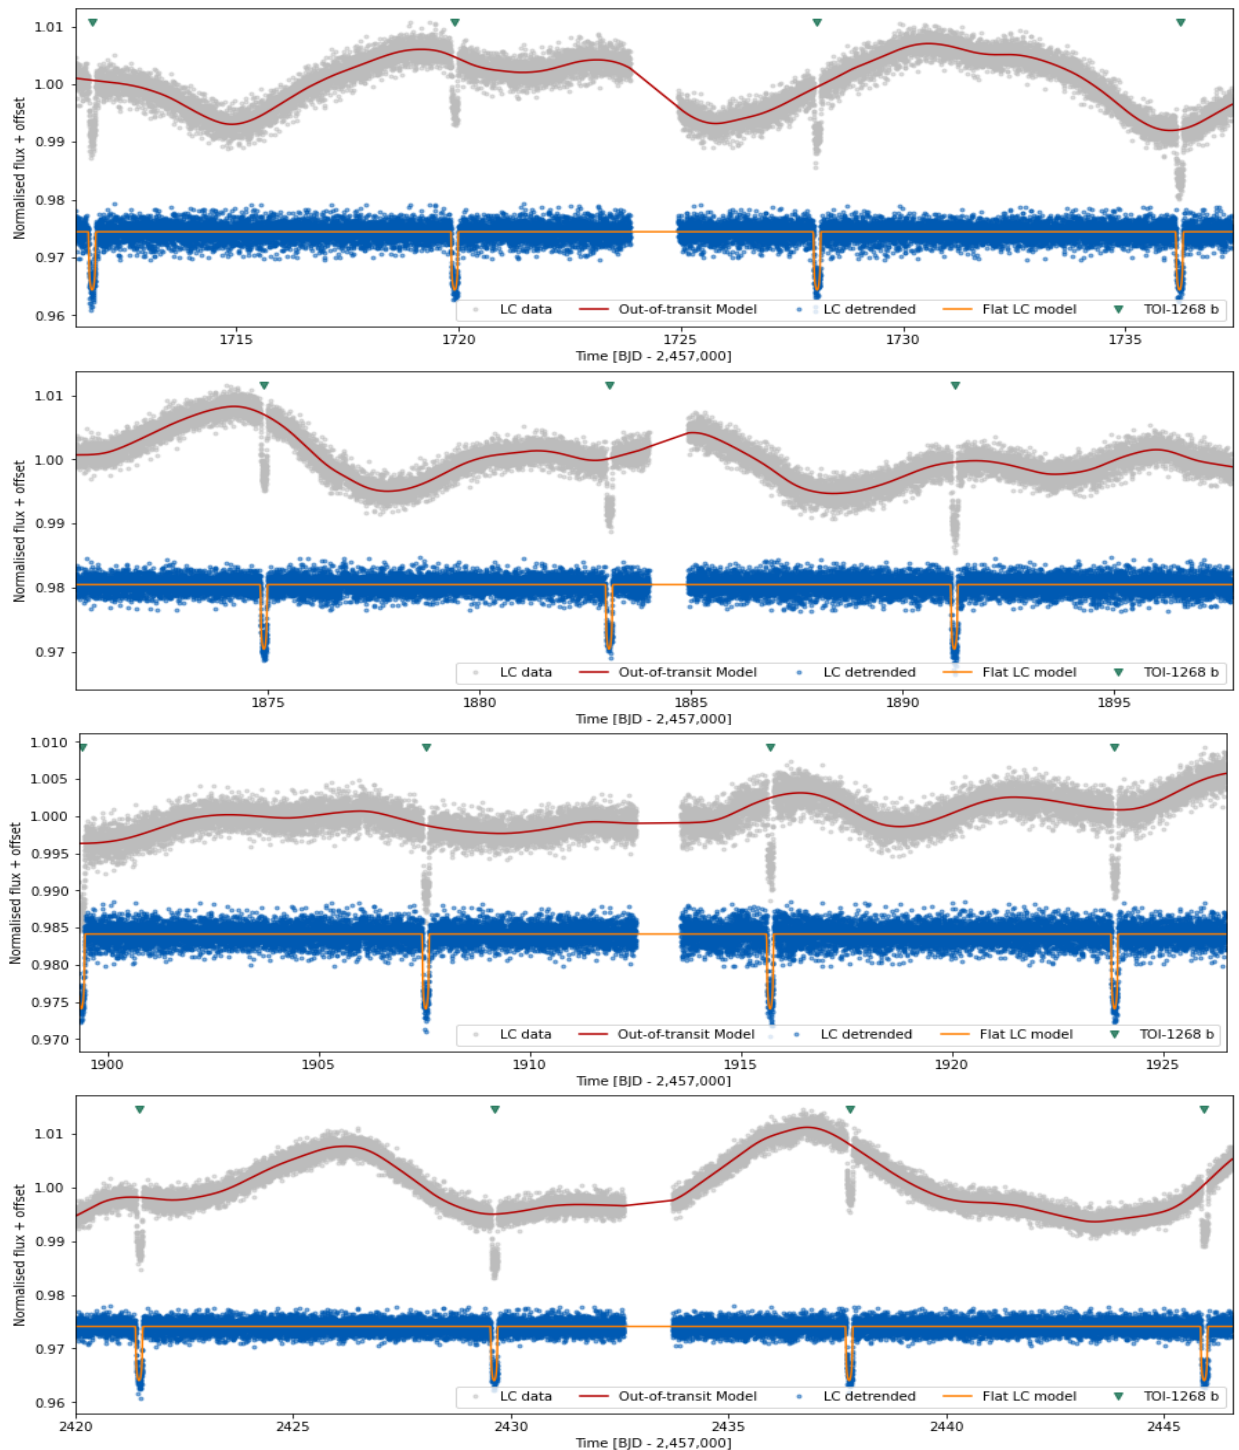 1.01
1.00
0.99
0.98
0.97
0.96
Normalised flux + offset
LC data Out-of-transit Model LC detrended Flat LC model TOI-1268 b
1715 1720 1725 1730 1735
Time [BJD - 2,457,000]
1.01
1.00
0.99
0.98
0.97
Normalised flux + offset
LC data Out-of-transit Model LC detrended Flat LC model TOI-1268 b
1875 1880 1885 1890 1895
Time [BJD - 2,457,000]
1.010
1.005
1.000
0.995
0.990
0.985
0.980
0.975
0.970
Normalised flux + offset
LC data Out-of-transit Model LC detrended Flat LC model TOI-1268 b
1900 1905 1910 1915 1920 1925
Time [BJD - 2,457,000]
1.01
1.00
0.99
0.98
0.97
0.96
Normalised flux + offset
LC data Out-of-transit Model LC detrended Flat LC model TOI-1268 b
2420 2425 2430 2435 2440 2445
Time [BJD - 2,457,000]